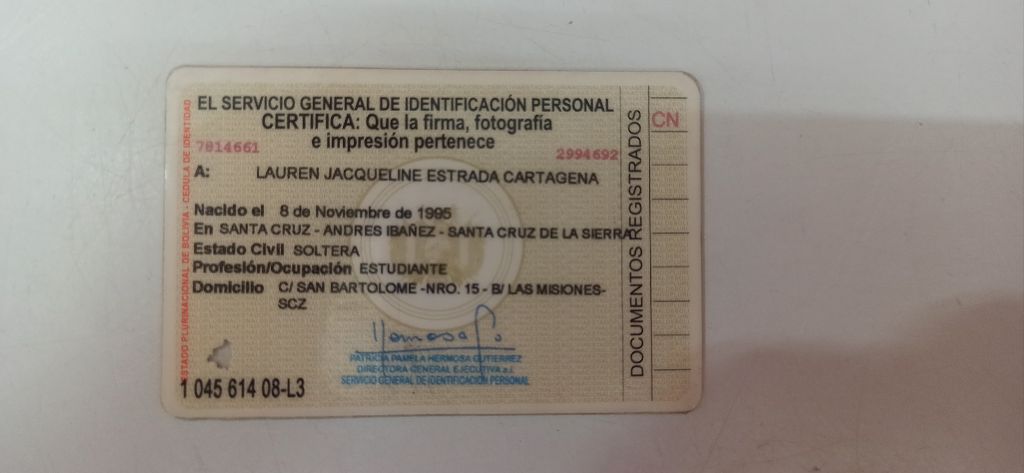 EL SERVICIO GENERAL DE IDENTIFICACIÓN PERSONAL
CERTIFICA: Que la firma, fotografía
e impresión pertenece
7814661
2994692
A: LAUREN JACQUELINE ESTRADA CARTAGENA
Nacido el 8 de Noviembre de 1995
En SANTA CRUZ - ANDRES IBAÑEZ - SANTA CRUZ DE LA SIERRA
Estado Civil SOLTERA
Profesión/Ocupación ESTUDIANTE
Domicilio C/ SAN BARTOLOME -NRO. 15 - B/ LAS MISIONES-
SCZ
PATRICIA PAMELA HERMOSA GUTIERREZ
DIRECTORA GENERAL EJECUTIVA a.i.
SERVICIO GENERAL DE IDENTIFICACIÓN PERSONAL
1 045 614 08-L3
ESTADO PLURINACIONAL DE BOLIVIA - CEDULA DE IDENTIDAD
DOCUMENTOS REGISTRADOS
CN